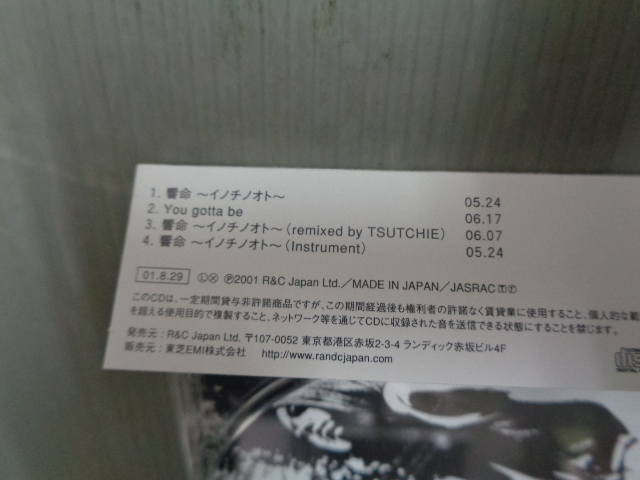 1. 響命 〜イノチノオト〜 05.24
2. You gotta be 06.17
3. 響命 〜イノチノオト〜 (remixed by TSUTCHIE) 06.07
4. 響命 〜イノチノオト〜 (Instrument) 05.24
01.8.29 Ⓛ Ⓧ ℗2001 R&C Japan Ltd.／MADE IN JAPAN／JASRAC
このCDは、一定期間貸与非許諾商品ですが、この期間経過後も権利者の許諾なく賃貸業に使用すること、個人的な範
を超える使用目的で複製すること、ネットワーク等を通じてCDに収録された音を送信できる状態にすることを禁じます。
発売元：R&C Japan Ltd. 〒107-0052 東京都港区赤坂2-3-4 ランディック赤坂ビル4F
販売元：東芝EMI株式会社 http://www.randcjapan.com